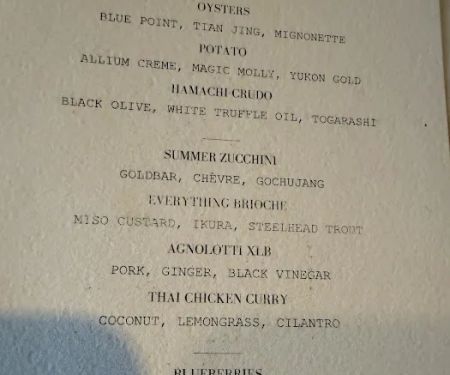 OYSTERS
BLUE POINT, TIAN JING, MIGNONETTE
POTATO
ALLIUM CREME, MAGIC MOLLY, YUKON GOLD
HAMACHI CRUDO
BLACK OLIVE, WHITE TRUFFLE OIL, TOGARASHI
SUMMER ZUCCHINI
GOLDBAR, CHÈVRE, GOCHUJANG
EVERYTHING BRIOCHE
MISO CUSTARD, IKURA, STEELHEAD TROUT
AGNOLOTTI XLB
PORK, GINGER, BLACK VINEGAR
THAI CHICKEN CURRY
COCONUT, LEMONGRASS, CILANTRO
BLUEBERRIES